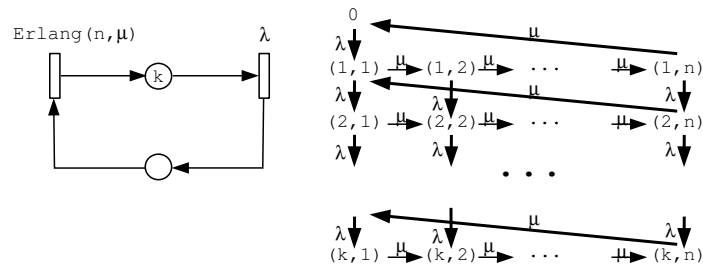 Erlang(n,μ)
λ
k
0
λ
μ
(1,1) μ (1,2) μ ... μ (1,n)
λ λ μ λ
(2,1) μ (2,2) μ ... μ (2,n)
λ λ λ
...
λ λ μ λ
(k,1) μ (k,2) μ ... μ (k,n)